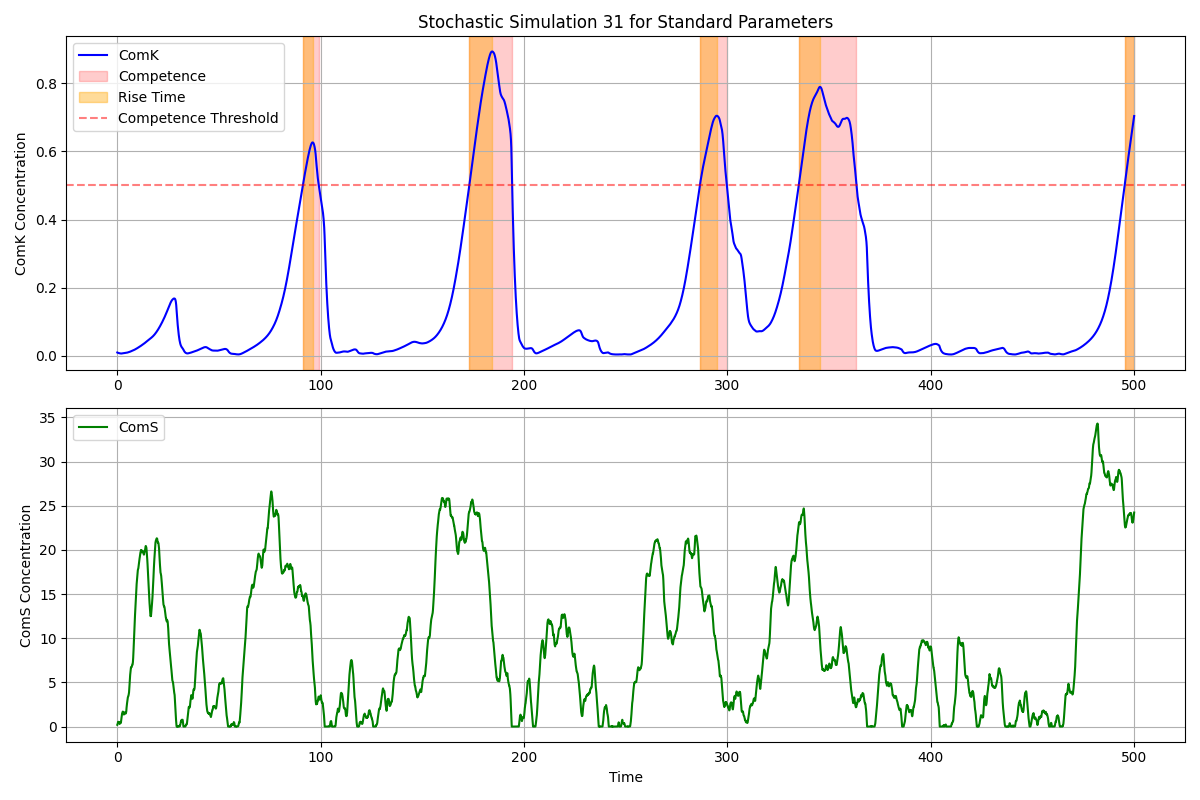 Stochastic Simulation 31 for Standard Parameters
ComK Concentration
0.8
0.6
0.4
0.2
0.0
ComK
Competence
Rise Time
Competence Threshold
0 100 200 300 400 500
ComS Concentration
35
30
25
20
15
10
5
0
ComS
0 100 200 300 400 500
Time